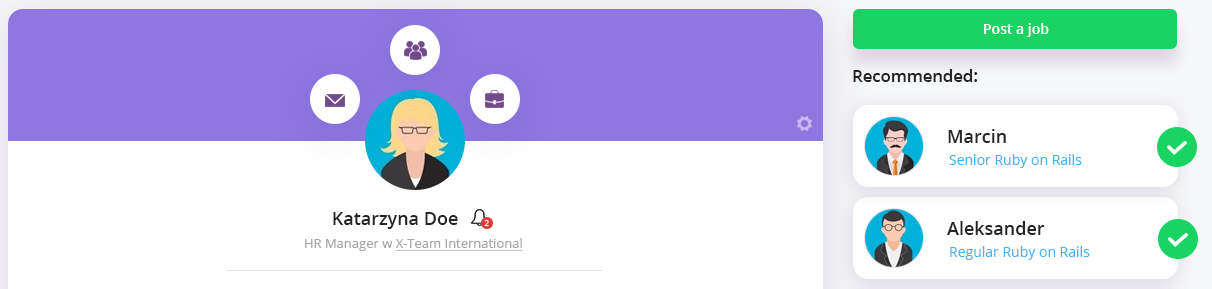 Katarzyna Doe 2
HR Manager w X-Team International
Post a job
Recommended:
Marcin
Senior Ruby on Rails
Aleksander
Regular Ruby on Rails